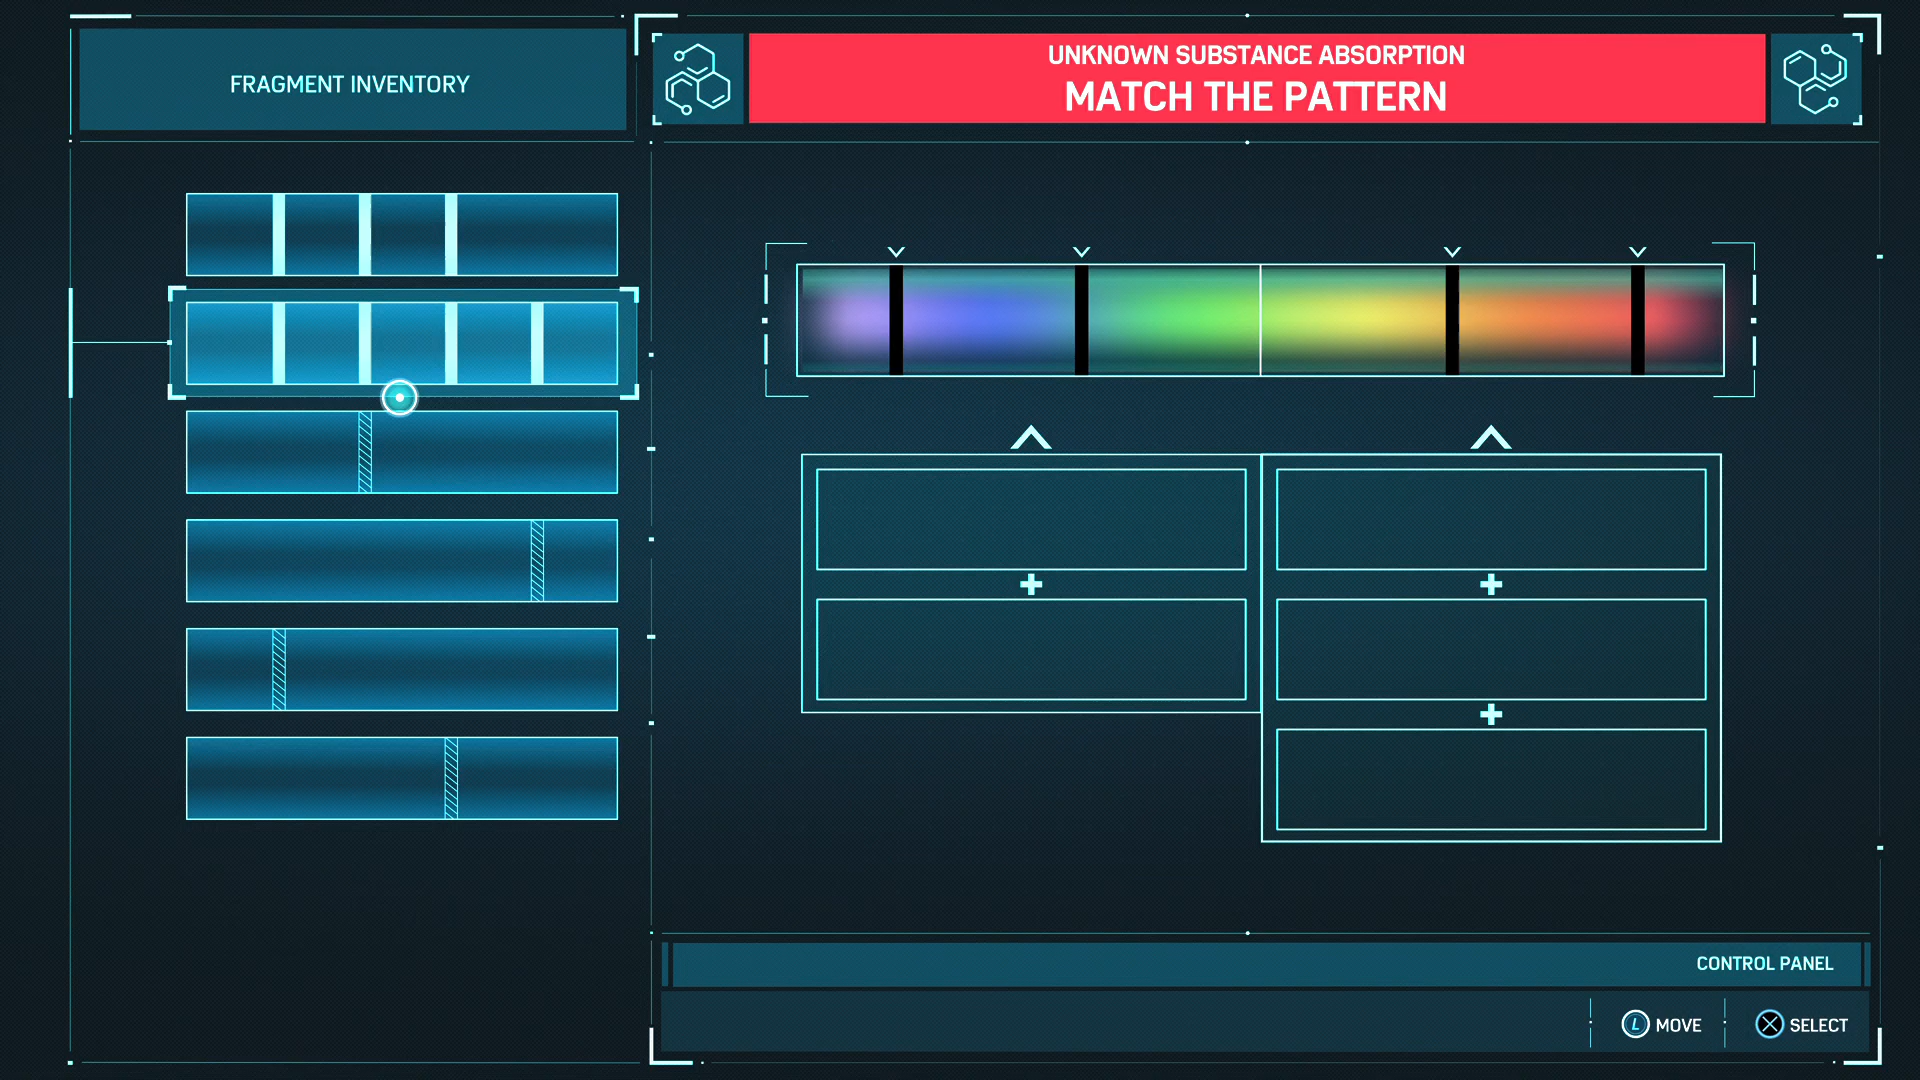 FRAGMENT INVENTORY
UNKNOWN SUBSTANCE ABSORPTION
MATCH THE PATTERN
CONTROL PANEL
L MOVE
SELECT